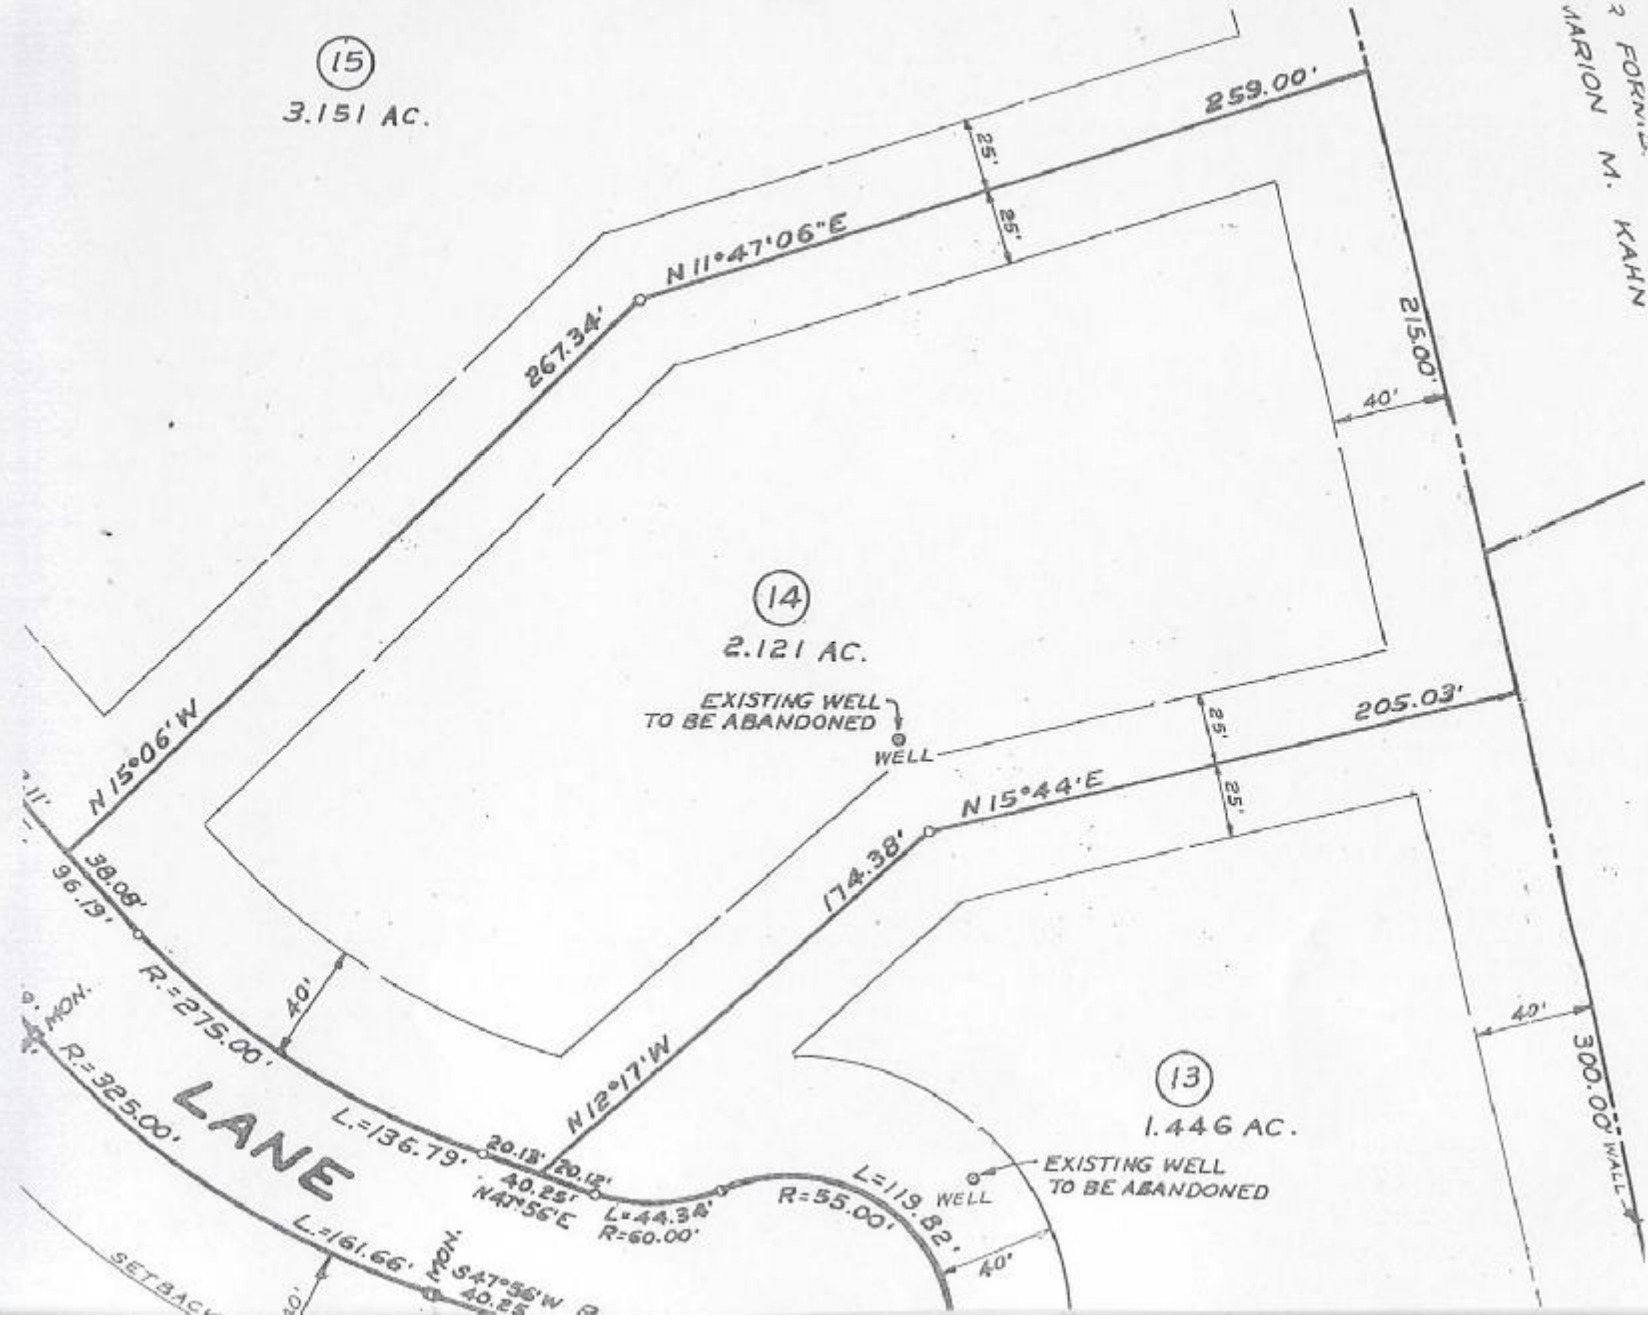 15
3.151 AC.
MARION M. KAHN
259.00'
25'
25'
N 11°47'06"E
267.34'
215.00'
40'
14
2.121 AC.
EXISTING WELL
TO BE ABANDONED
WELL
205.03'
25'
25'
N 15°44'E
174.38'
N 15°06'W
38.08'
96.19'
MON.
R.=275.00'
40'
R.=325.00'
LANE
L.=136.79'
N 12°17'W
20.13'
20.12'
40.25'
N47°56'E
L=44.34'
R=60.00'
R=55.00'
L=119.82'
40'
13
1.446 AC.
EXISTING WELL
TO BE ABANDONED
WELL
40'
300.00'
WALL
L.=161.66'
MON.
S47°56'W
40.25
SETBACK